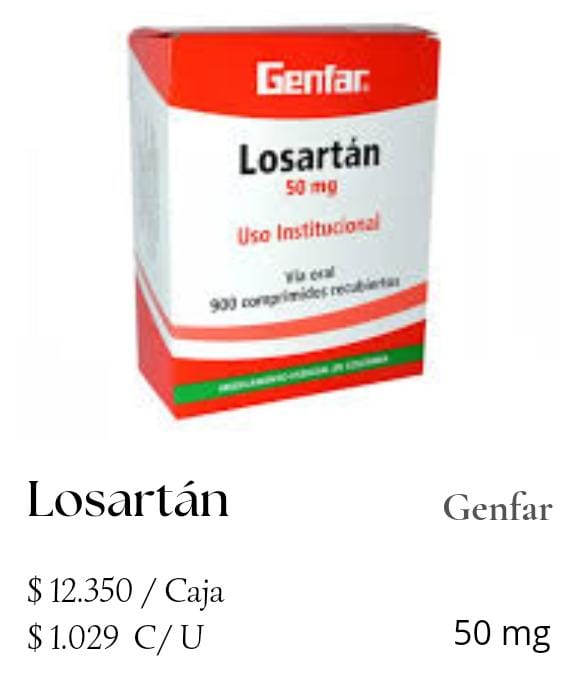 Genfar
Losartán
50 mg
Uso Institucional
Vía oral
900 comprimidos recubiertos
Losartán
Genfar
$ 12.350 / Caja
$ 1.029 C/U
50 mg